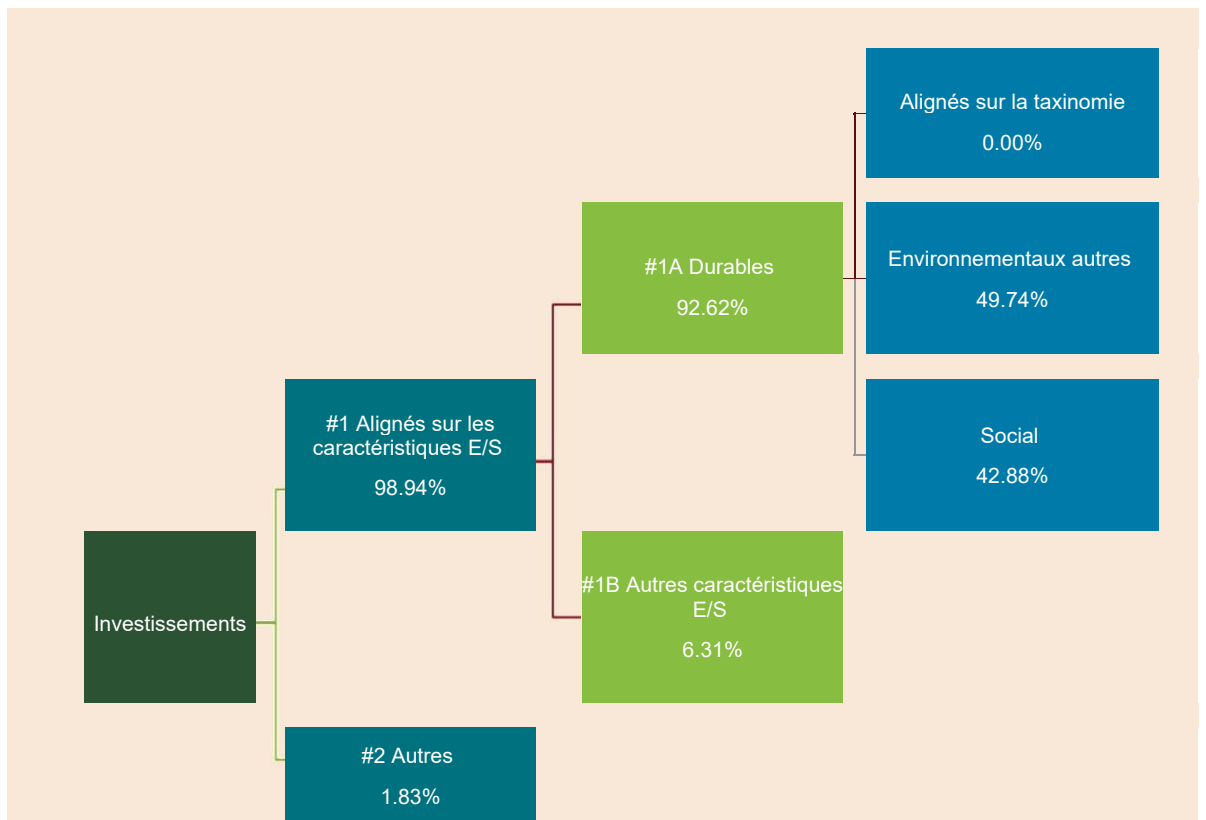 Investissements
#1 Alignés sur les
caractéristiques E/S
98.94%
#2 Autres
1.83%
#1A Durables
92.62%
#1B Autres caractéristiques
E/S
6.31%
Alignés sur la taxinomie
0.00%
Environnementaux autres
49.74%
Social
42.88%